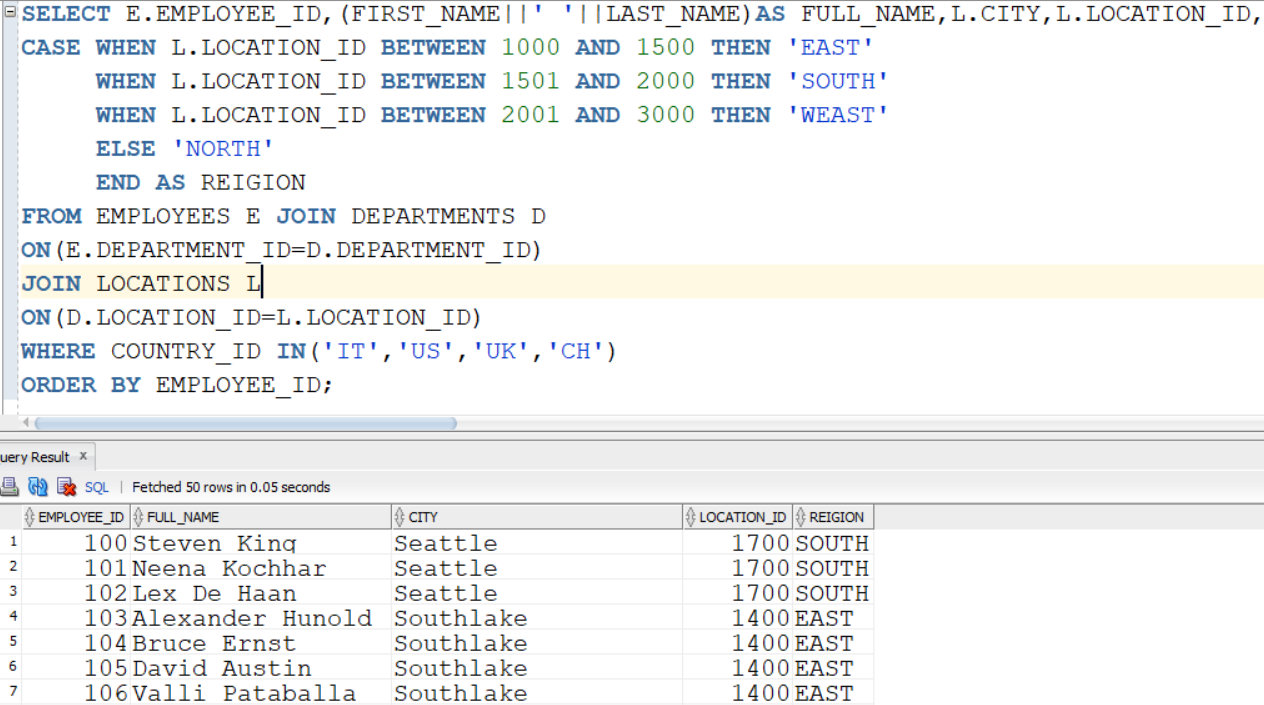 SELECT E.EMPLOYEE_ID,(FIRST_NAME||' '||LAST_NAME)AS FULL_NAME,L.CITY,L.LOCATION_ID,
CASE WHEN L.LOCATION_ID BETWEEN 1000 AND 1500 THEN 'EAST'
WHEN L.LOCATION_ID BETWEEN 1501 AND 2000 THEN 'SOUTH'
WHEN L.LOCATION_ID BETWEEN 2001 AND 3000 THEN 'WEAST'
ELSE 'NORTH'
END AS REIGION
FROM EMPLOYEES E JOIN DEPARTMENTS D
ON(E.DEPARTMENT_ID=D.DEPARTMENT_ID)
JOIN LOCATIONS L
ON(D.LOCATION_ID=L.LOCATION_ID)
WHERE COUNTRY_ID IN('IT','US','UK','CH')
ORDER BY EMPLOYEE_ID;
uery Result x
SQL | Fetched 50 rows in 0.05 seconds
EMPLOYEE_ID FULL_NAME CITY LOCATION_ID REIGION
1 100 Steven King Seattle 1700 SOUTH
2 101 Neena Kochhar Seattle 1700 SOUTH
3 102 Lex De Haan Seattle 1700 SOUTH
4 103 Alexander Hunold Southlake 1400 EAST
5 104 Bruce Ernst Southlake 1400 EAST
6 105 David Austin Southlake 1400 EAST
7 106 Valli Pataballa Southlake 1400 EAST